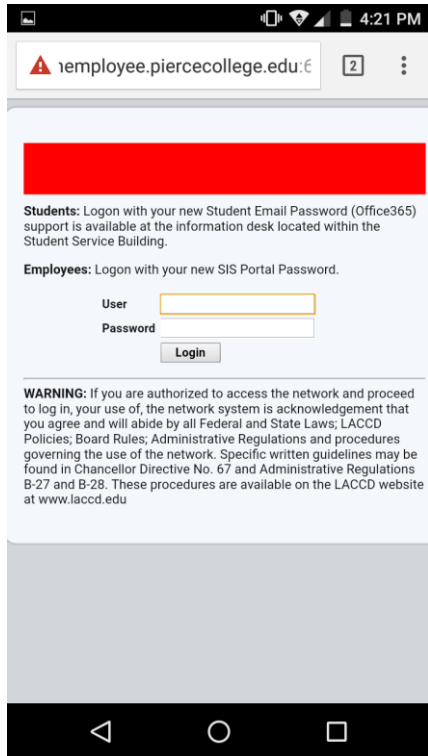 4:21 PM
employee.piercecollege.edu:6
2
Students: Logon with your new Student Email Password (Office365)
support is available at the information desk located within the
Student Service Building.
Employees: Logon with your new SIS Portal Password.
User
Password
Login
WARNING: If you are authorized to access the network and proceed
to log in, your use of, the network system is acknowledgement that
you agree and will abide by all Federal and State Laws; LACCD
Policies; Board Rules; Administrative Regulations and procedures
governing the use of the network. Specific written guidelines may be
found in Chancellor Directive No. 67 and Administrative Regulations
B-27 and B-28. These procedures are available on the LACCD website
at www.laccd.edu